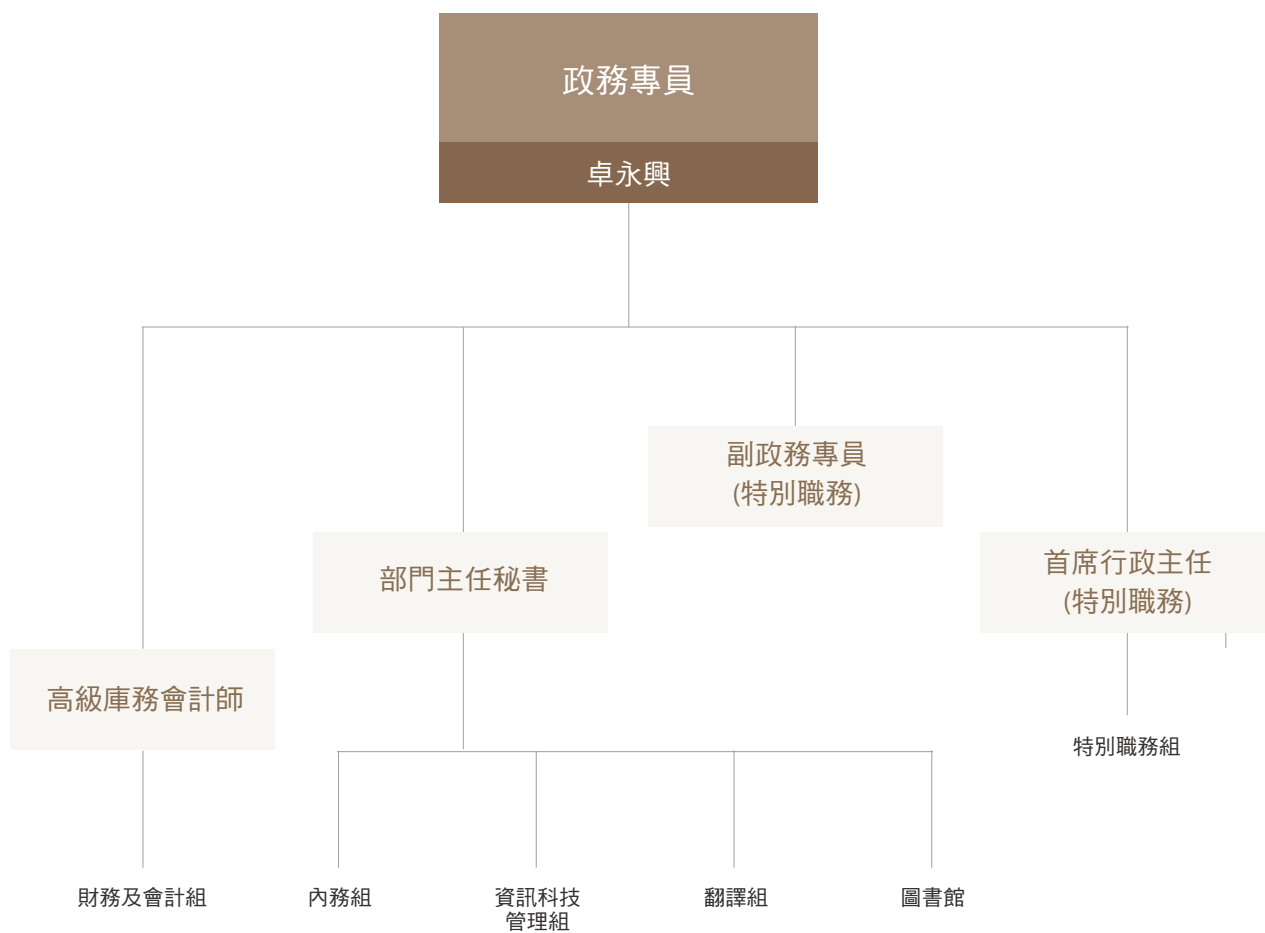 政務專員
卓永興
副政務專員
(特別職務)
部門主任秘書
首席行政主任
(特別職務)
高級庫務會計師
特別職務組
財務及會計組
內務組
資訊科技
管理組
翻譯組
圖書館